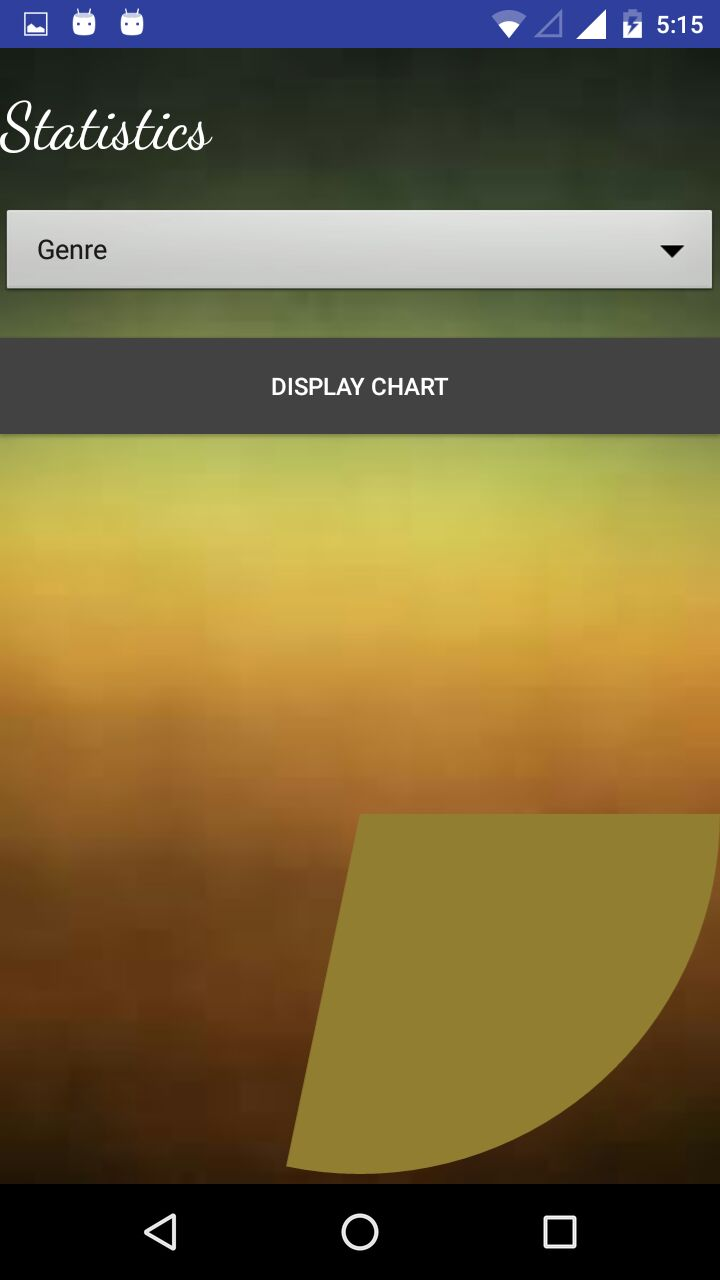 5:15
Statistics
Genre
DISPLAY CHART